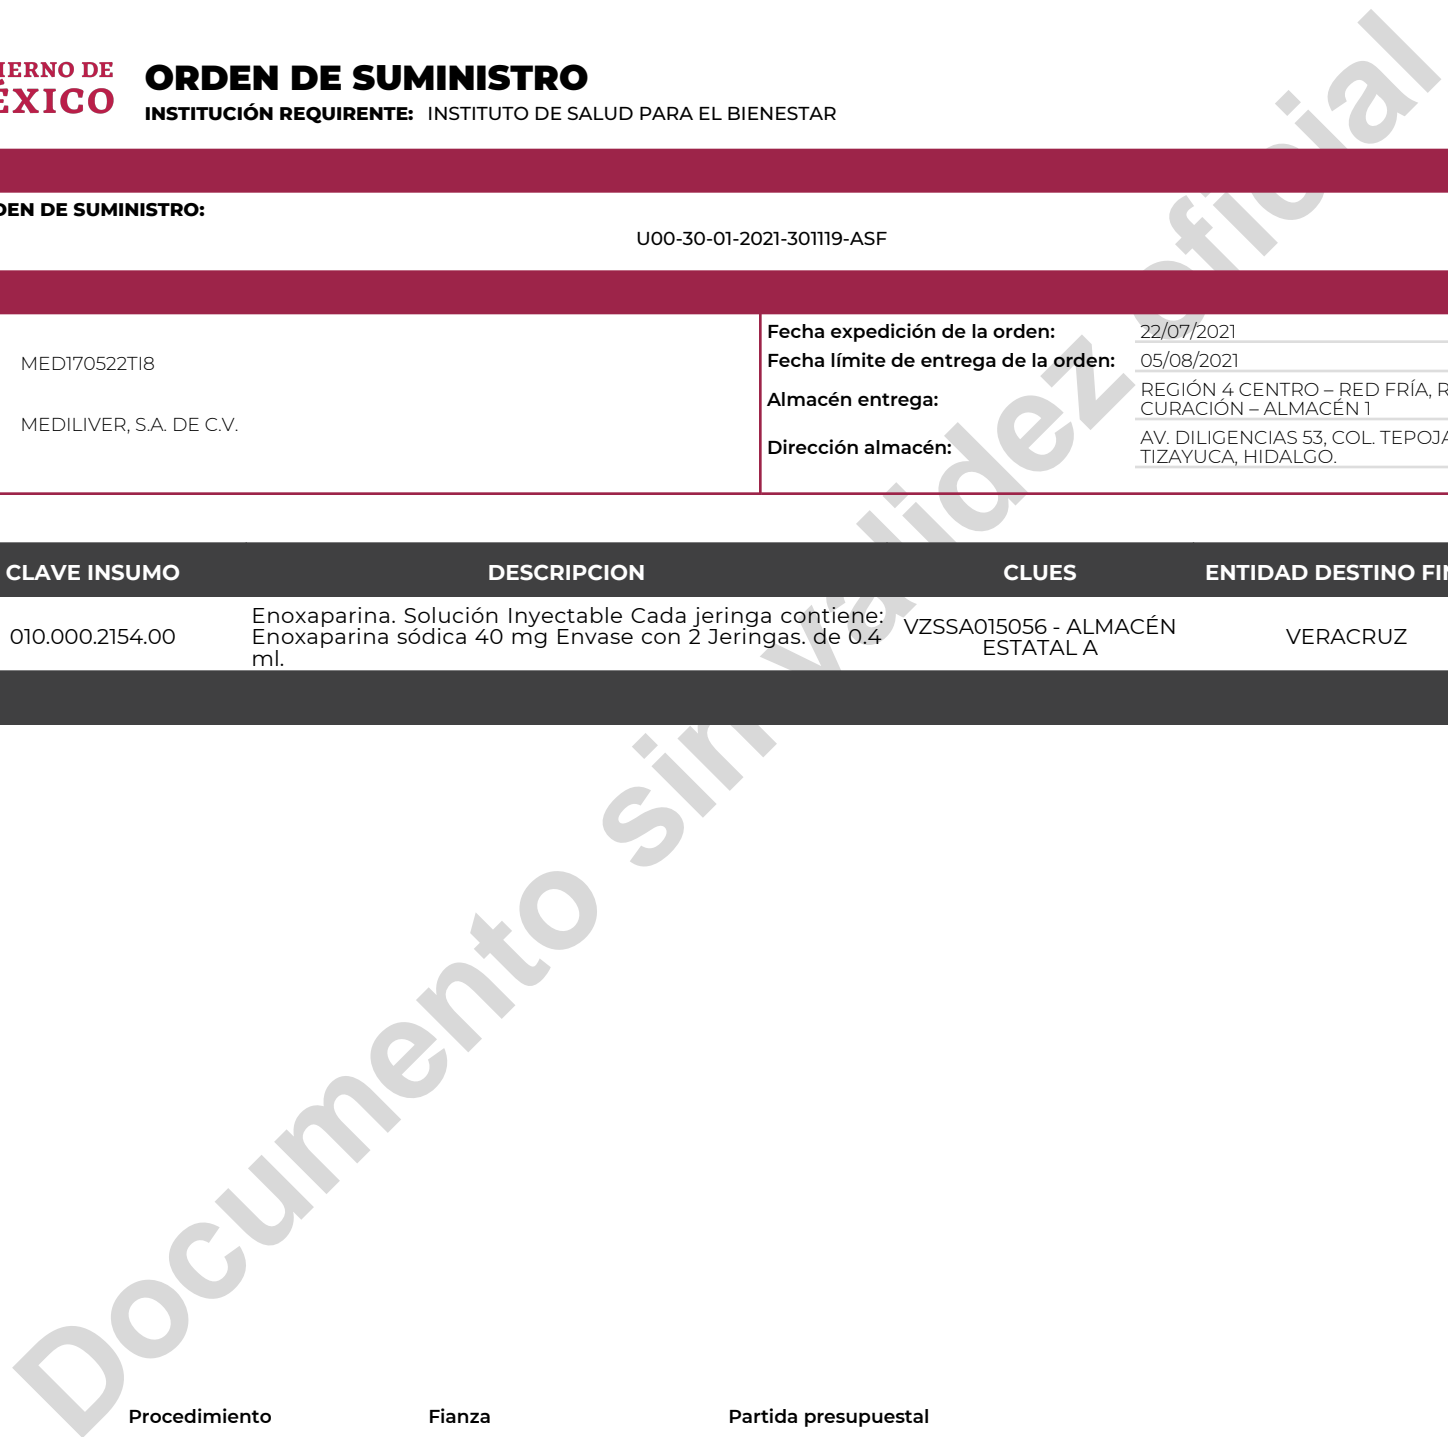 IERNO DE
ÉXICO
ORDEN DE SUMINISTRO
INSTITUCIÓN REQUIRENTE: INSTITUTO DE SALUD PARA EL BIENESTAR
DEN DE SUMINISTRO:
U00-30-01-2021-301119-ASF
MED170522TI8
MEDILIVER, S.A. DE C.V.
Fecha expedición de la orden: 22/07/2021
Fecha límite de entrega de la orden: 05/08/2021
Almacén entrega: REGIÓN 4 CENTRO – RED FRÍA, R
CURACIÓN – ALMACÉN 1
Dirección almacén: AV. DILIGENCIAS 53, COL. TEPOJA
TIZAYUCA, HIDALGO.
CLAVE INSUMO DESCRIPCION CLUES ENTIDAD DESTINO FIN
010.000.2154.00
Enoxaparina. Solución Inyectable Cada jeringa contiene:
Enoxaparina sódica 40 mg Envase con 2 Jeringas. de 0.4
ml.
VZSSA015056 - ALMACÉN
ESTATAL A
VERACRUZ
Documento sin validez oficial
Procedimiento Fianza Partida presupuestal